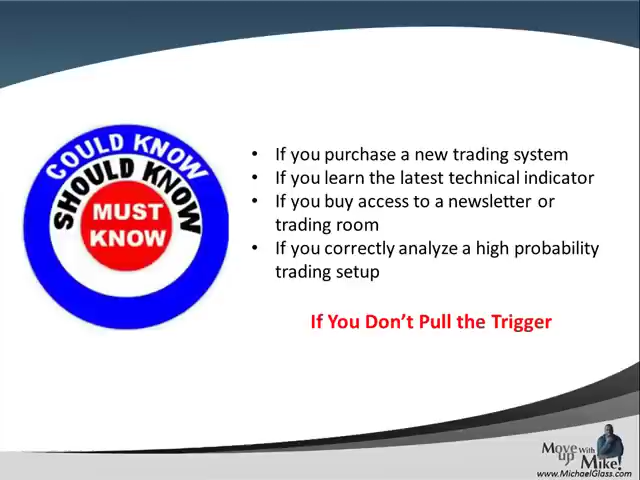 COULD KNOW
SHOULD KNOW
MUST
KNOW
• If you purchase a new trading system
• If you learn the latest technical indicator
• If you buy access to a newsletter or
trading room
• If you correctly analyze a high probability
trading setup
If You Don't Pull the Trigger
Move up With Mike!
www.MichaelGlass.com